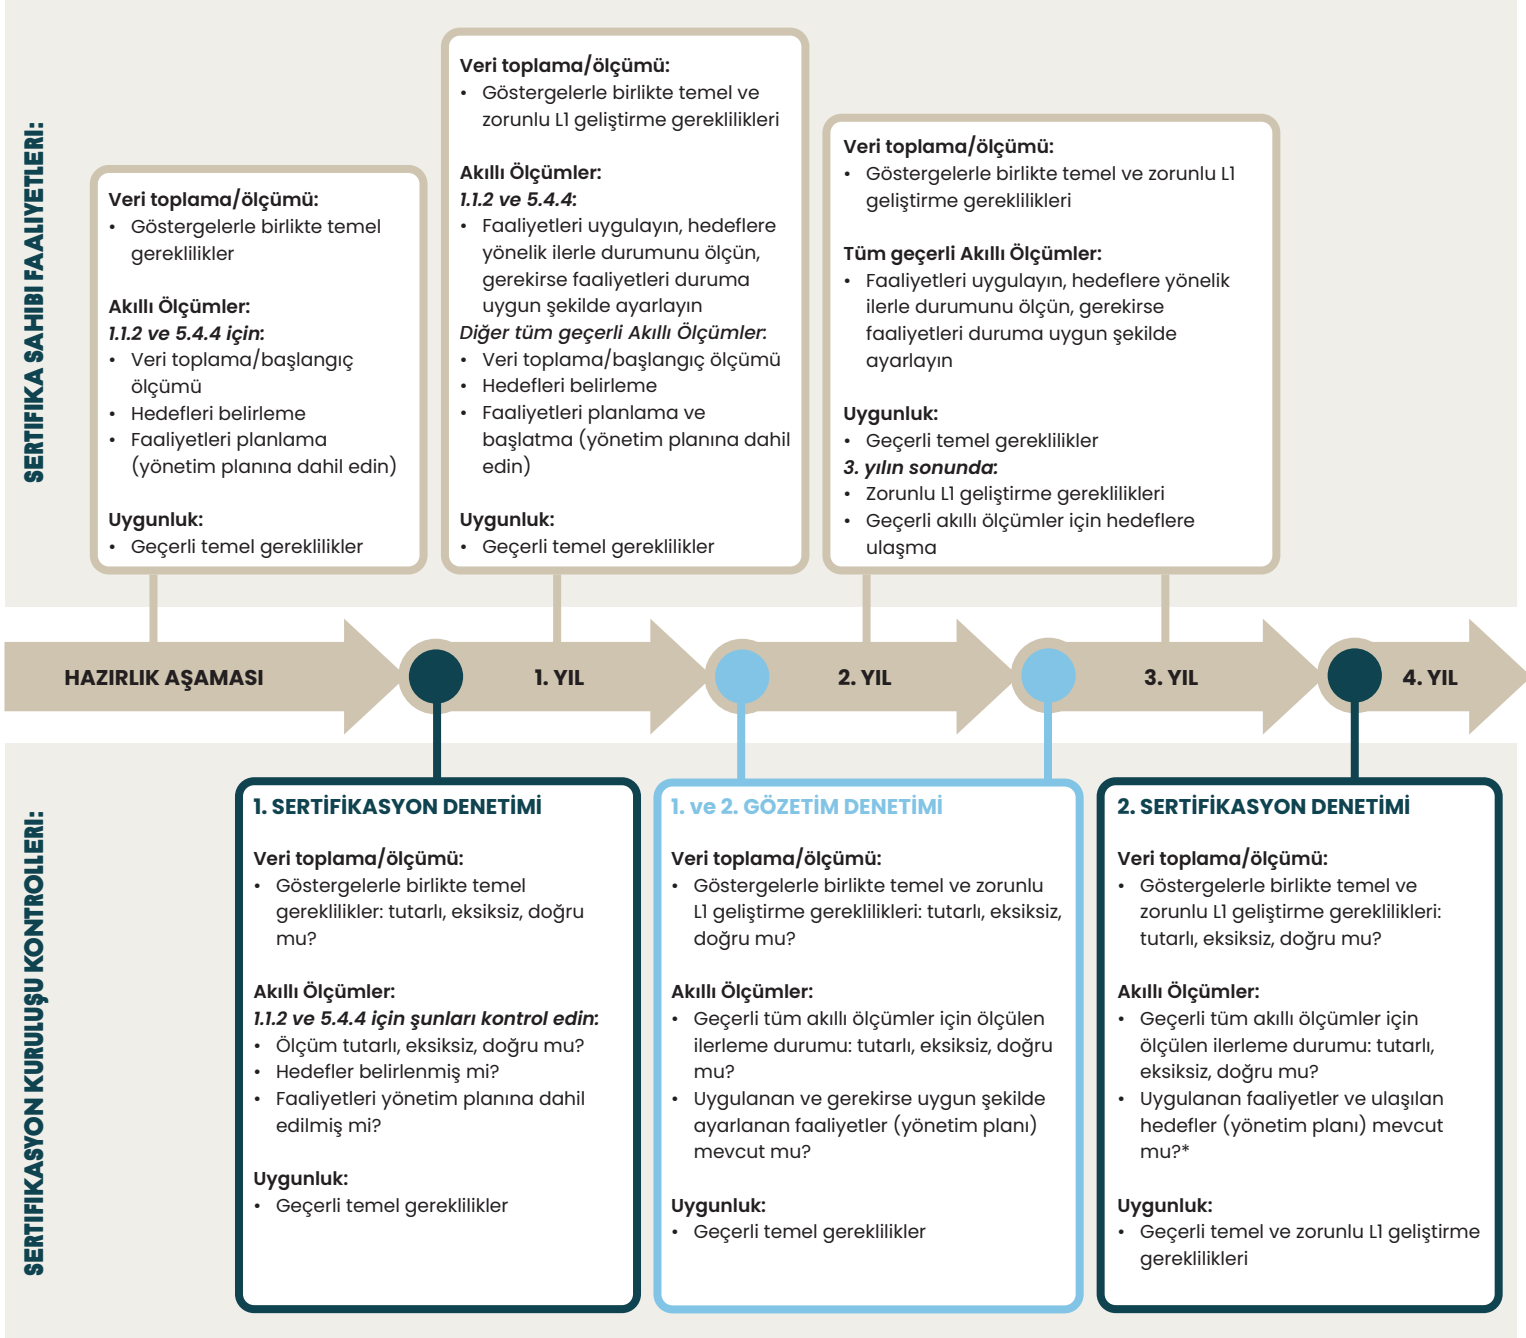 SERTIFIKA SAHIBI FAALIYETLERI:
Veri toplama/ölçümü:
• Göstergelerle birlikte temel
gereklilikler
Akıllı Ölçümler:
1.1.2 ve 5.4.4 için:
• Veri toplama/başlangıç
ölçümü
• Hedefleri belirleme
• Faaliyetleri planlama
(yönetim planına dahil edin)
Uygunluk:
• Geçerli temel gereklilikler
Veri toplama/ölçümü:
• Göstergelerle birlikte temel ve
zorunlu L1 geliştirme gereklilikleri
Akıllı Ölçümler:
1.1.2 ve 5.4.4:
• Faaliyetleri uygulayın, hedeflere
yönelik ilerle durumunu ölçün,
gerekirse faaliyetleri duruma
uygun şekilde ayarlayın
Diğer tüm geçerli Akıllı Ölçümler:
• Veri toplama/başlangıç ölçümü
• Hedefleri belirleme
• Faaliyetleri planlama ve
başlatma (yönetim planına dahil
edin)
Uygunluk:
• Geçerli temel gereklilikler
Veri toplama/ölçümü:
• Göstergelerle birlikte temel ve zorunlu L1
geliştirme gereklilikleri
Tüm geçerli Akıllı Ölçümler:
• Faaliyetleri uygulayın, hedeflere yönelik
ilerle durumunu ölçün, gerekirse
faaliyetleri duruma uygun şekilde
ayarlayın
Uygunluk:
• Geçerli temel gereklilikler
3. yılın sonunda:
• Zorunlu L1 geliştirme gereklilikleri
• Geçerli akıllı ölçümler için hedeflere
ulaşma
HAZIRLIK AŞAMASI
1. YIL
2. YIL
3. YIL
4. YIL
SERTIFIKASYON KURULUŞU KONTROLLERI:
1. SERTİFİKASYON DENETİMİ
Veri toplama/ölçümü:
• Göstergelerle birlikte temel
gereklilikler: tutarlı, eksiksiz, doğru
mu?
Akıllı Ölçümler:
1.1.2 ve 5.4.4 için şunları kontrol edin:
• Ölçüm tutarlı, eksiksiz, doğru mu?
• Hedefler belirlenmiş mi?
• Faaliyetleri yönetim planına dahil
edilmiş mi?
Uygunluk:
• Geçerli temel gereklilikler
1. ve 2. GÖZETİM DENETİMİ
Veri toplama/ölçümü:
• Göstergelerle birlikte temel ve zorunlu
L1 geliştirme gereklilikleri: tutarlı, eksiksiz,
doğru mu?
Akıllı Ölçümler:
• Geçerli tüm akıllı ölçümler için ölçülen
ilerleme durumu: tutarlı, eksiksiz, doğru
mu?
• Uygulanan ve gerekirse uygun şekilde
ayarlanan faaliyetler (yönetim planı)
mevcut mu?
Uygunluk:
• Geçerli temel gereklilikler
2. SERTİFİKASYON DENETİMİ
Veri toplama/ölçümü:
• Göstergelerle birlikte temel ve
zorunlu L1 geliştirme gereklilikleri:
tutarlı, eksiksiz, doğru mu?
Akıllı Ölçümler:
• Geçerli tüm akıllı ölçümler için
ölçülen ilerleme durumu: tutarlı,
eksiksiz, doğru mu?
• Uygulanan faaliyetler ve ulaşılan
hedefler (yönetim planı) mevcut
mu?*
Uygunluk:
• Geçerli temel ve zorunlu L1 geliştirme
gereklilikleri